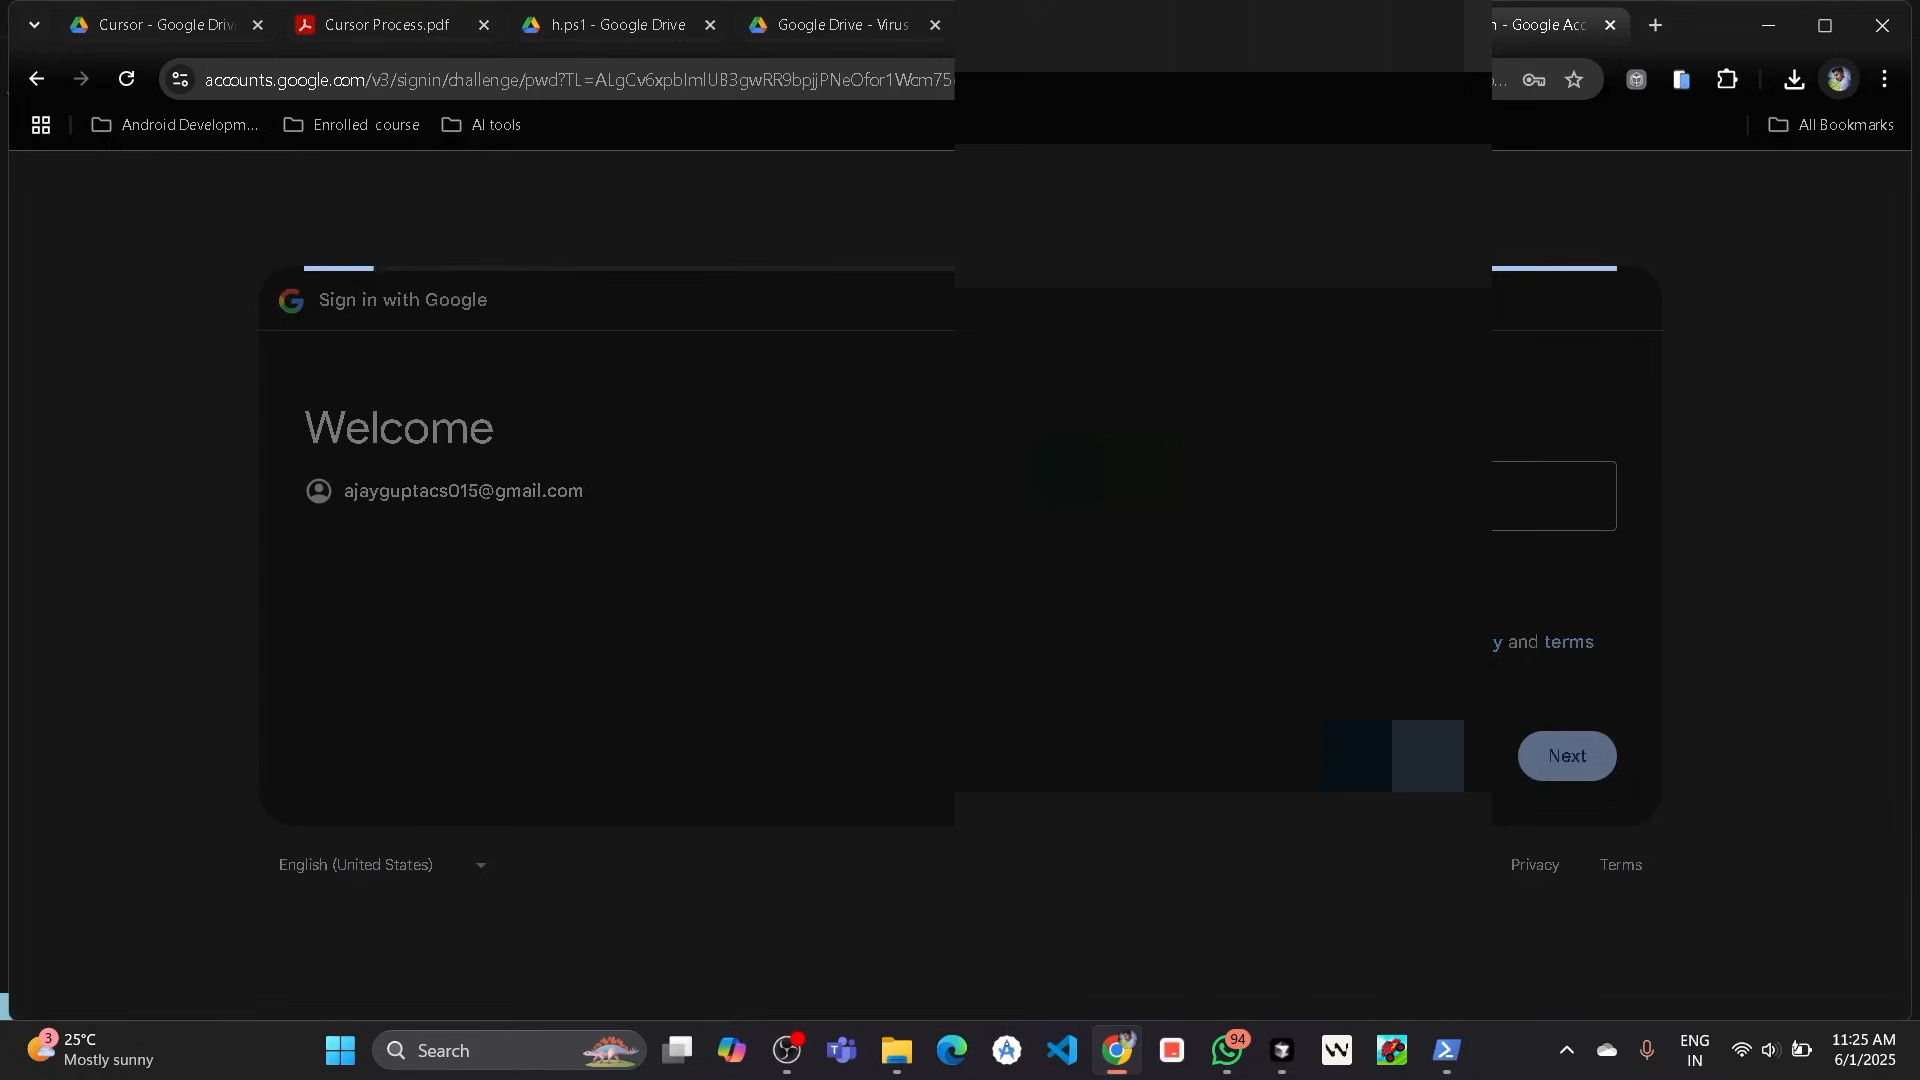 Cursor - Google Driv
Cursor Process.pdf
h.ps1 - Google Drive
Google Drive - Virus
n - Google Acc
accounts.google.com/v3/signin/challenge/pwd?TL=
Android Developm...
Enrolled course
AI tools
All Bookmarks
Sign in with Google
Welcome
ajayguptacs015@gmail.com
y and terms
Next
English (United States)
Privacy
Terms
3
25°C
Mostly sunny
Search
94
ENG
IN
11:25 AM
6/1/2025